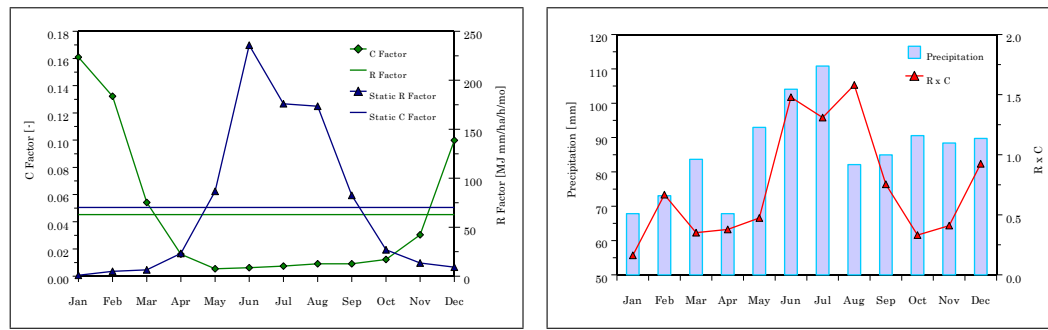 0.18
0.16
0.14
0.12
0.10
0.08
0.06
0.04
0.02
0.00
C Factor [-]
Jan Feb Mar Apr May Jun Jul Aug Sep Oct Nov Dec
C Factor
R Factor
Static R Factor
Static C Factor
250
200
150
100
50
0
R Factor [MJ mm/ha/h/mo]
120
110
100
90
80
70
60
50
Precipitation [mm]
Jan Feb Mar Apr May Jun Jul Aug Sep Oct Nov Dec
Precipitation
R x C
2.0
1.5
1.0
0.5
0.0
R x C